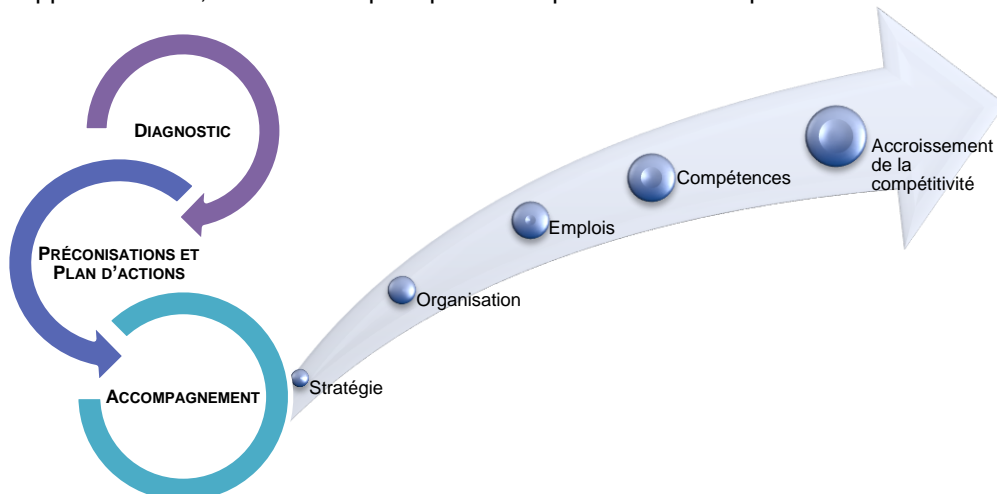 DIAGNOSTIC
PRÉCONISATIONS ET
PLAN D'ACTIONS
ACCOMPAGNEMENT
Stratégie
Organisation
Emplois
Compétences
Accroissement
de la
compétitivité